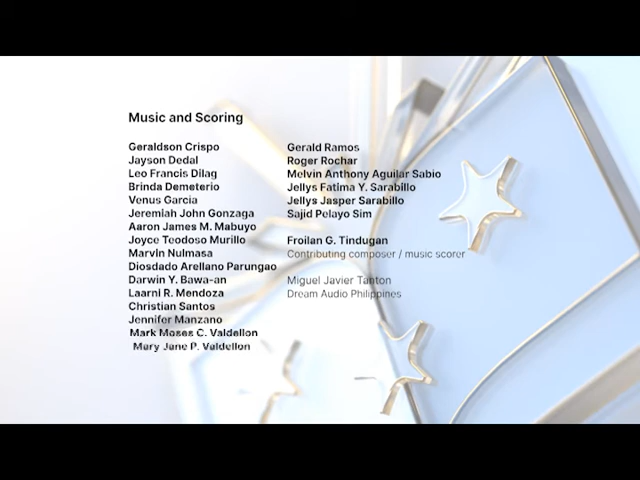 Music and Scoring
Geraldson Crispo
Jayson Dedal
Leo Francis Dilag
Brinda Demeterio
Venus Garcia
Jeremiah John Gonzaga
Aaron James M. Mabuyo
Joyce Teodoso Murillo
Marvin Nulmasa
Diosdado Arellano Parungao
Darwin Y. Bawa-an
Laarni R. Mendoza
Christian Santos
Jennifer Manzano
Mark Moses C. Valdellon
Mary Jane P. Valdellon
Gerald Ramos
Roger Rochar
Melvin Anthony Aguilar Sabio
Jellys Fatima Y. Sarabillo
Jellys Jasper Sarabillo
Sajid Pelayo Sim
Froilan G. Tindugan
Contributing composer / music scorer
Miguel Javier Tanton
Dream Audio Philippines